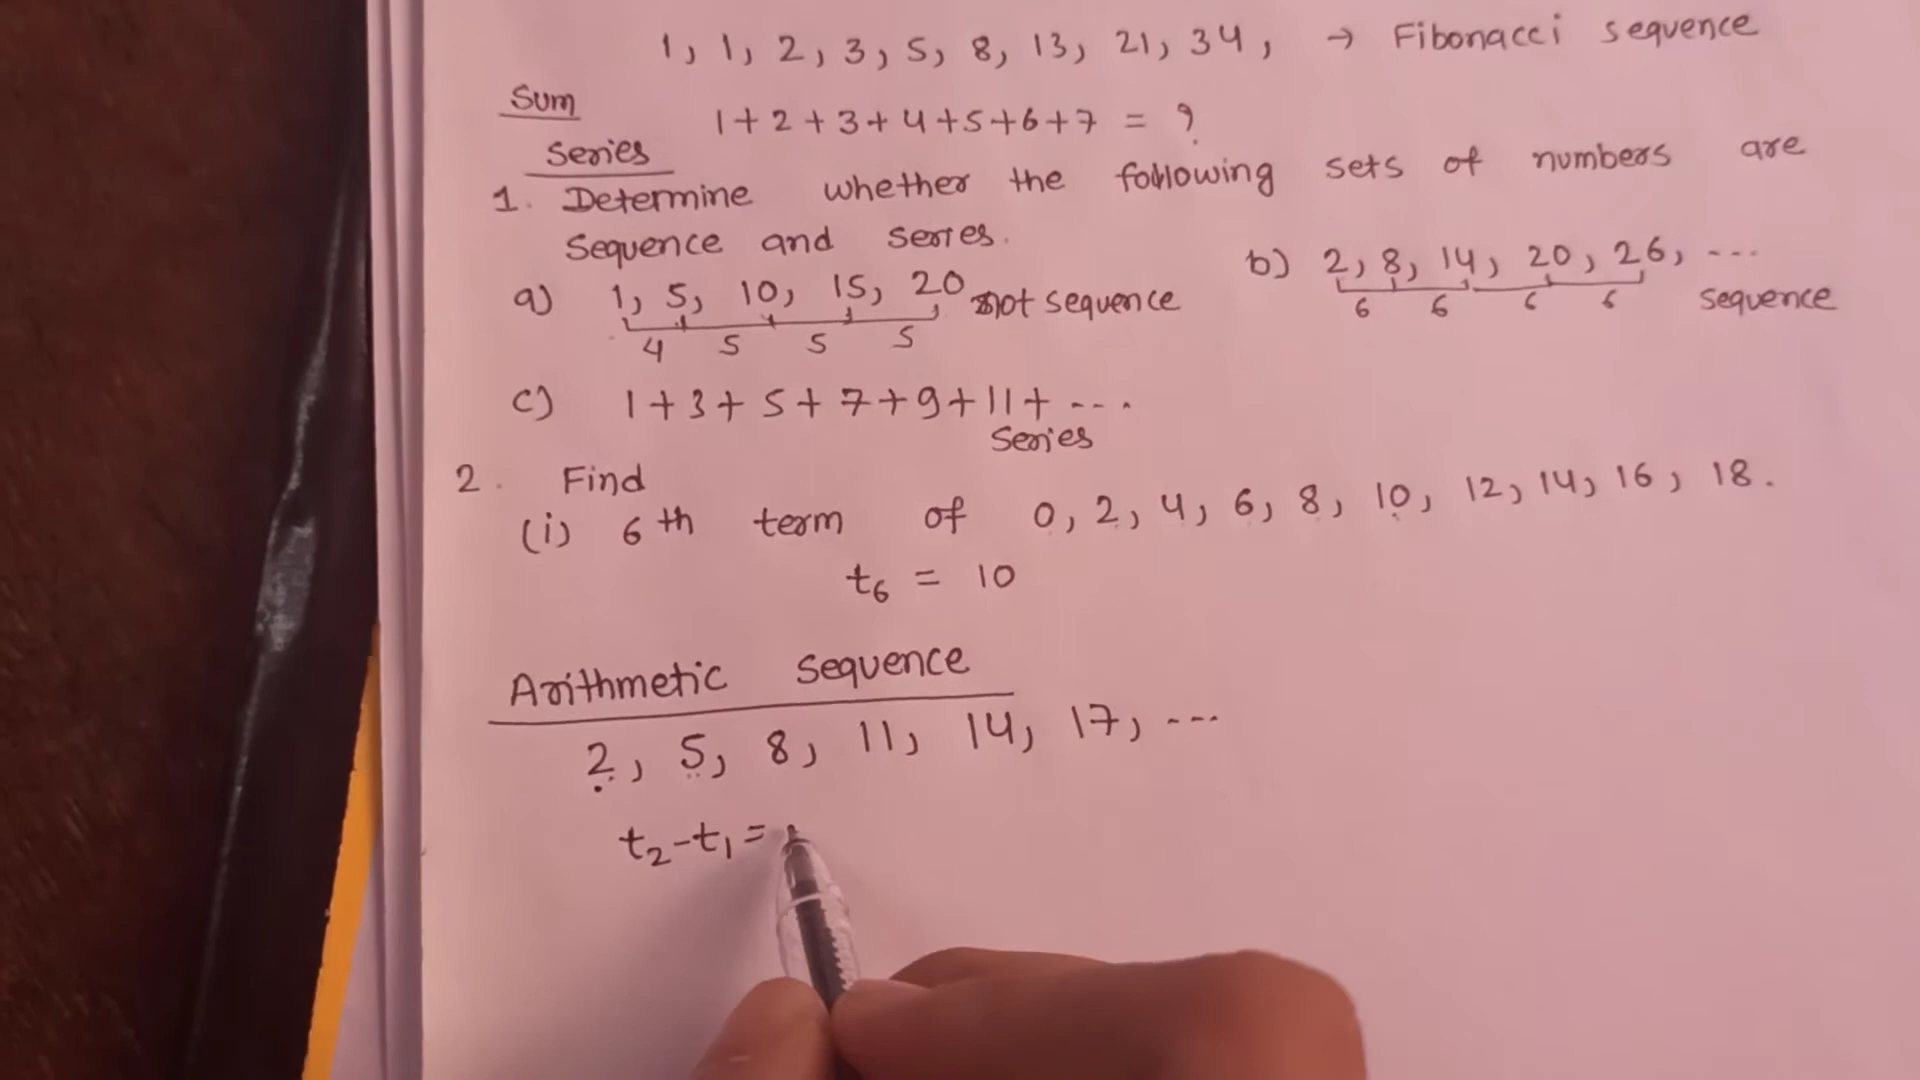 1, 1, 2, 3, 5, 8, 13, 21, 34, → Fibonacci sequence
Sum
1+2+3+4+5+6+7 = ?
Series
1. Determine whether the following sets of numbers are
Sequence and series.
a) 1, 5, 10, 15, 20 not sequence
4 5 5 5
b) 2, 8, 14, 20, 26, ...
6 6 6 6 sequence
c) 1+3+5+7+9+11+ ...
Series
2. Find
(i) 6th term of 0, 2, 4, 6, 8, 10, 12, 14, 16, 18.
t6 = 10
Arithmetic sequence
2, 5, 8, 11, 14, 17, ...
t2-t1=